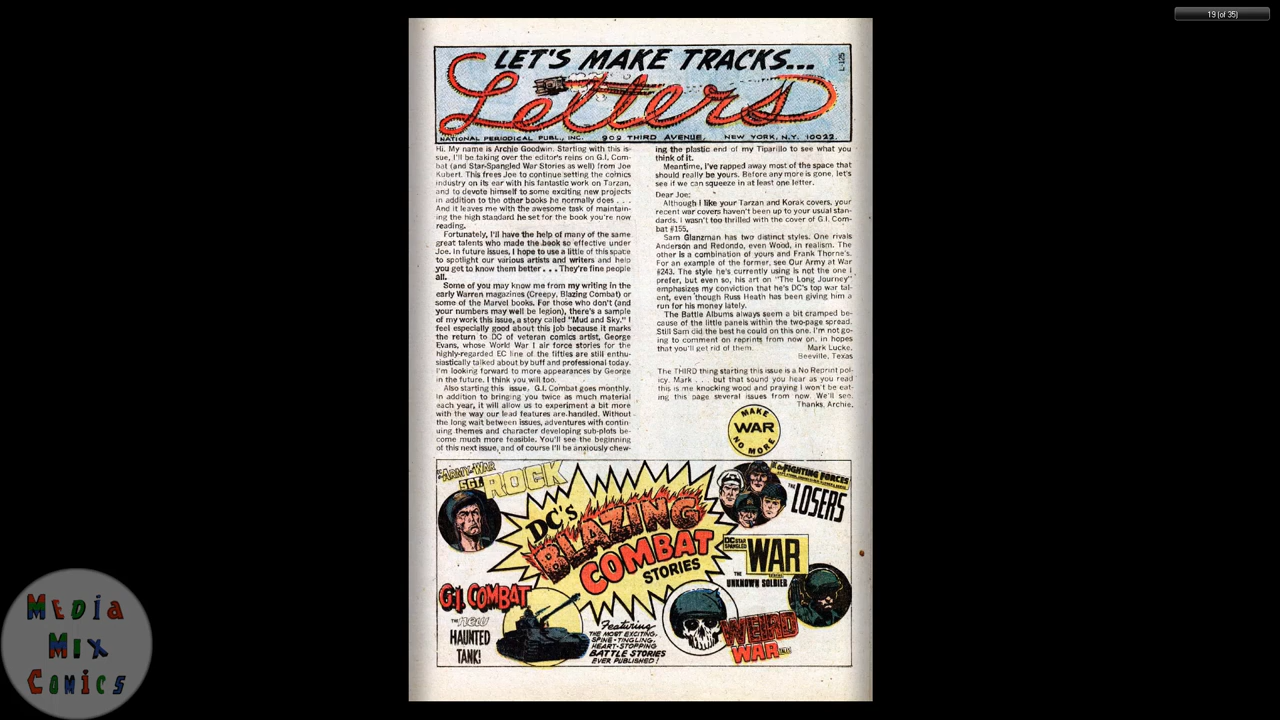 19 (of 35)
LET'S MAKE TRACKS...
Letters
L-125
NATIONAL PERIODICAL PUBL., INC. 909 THIRD AVENUE, NEW YORK, N.Y. 10022.
Hi. My name is Archie Goodwin. Starting with this is-
sue, I'll be taking over the editor's reins on G.I. Com-
bat (and Star-Spangled War Stories as well) from Joe
Kubert. This frees Joe to continue setting the comics
industry on its ear with his fantastic work on Tarzan,
and to devote himself to some exciting new projects
in addition to the other books he normally does . . .
And it leaves me with the awesome task of maintain-
ing the high standard he set for the book you're now
reading.
Fortunately, I'll have the help of many of the same
great talents who made the book so effective under
Joe. In future issues, I hope to use a little of this space
to spotlight our various artists and writers and help
you get to know them better . . . They're fine people
all.
Some of you may know me from my writing in the
early Warren magazines (Creepy, Blazing Combat) or
some of the Marvel books. For those who don't (and
your numbers may well be legion), there's a sample
of my work this issue, a story called "Mud and Sky." I
feel especially good about this job because it marks
the return to DC of veteran comics artist, George
Evans, whose World War I air force stories for the
highly-regarded EC line of the fifties are still enthu-
siastically talked about by buff and professional today.
I'm looking forward to more appearances by George
in the future. I think you will too.
Also starting this issue, G.I. Combat goes monthly.
In addition to bringing you twice as much material
each year, it will allow us to experiment a bit more
with the way our lead features are handled. Without
the long wait between issues, adventures with contin-
uing themes and character developing sub-plots be-
come much more feasible. You'll see the beginning
of this next issue, and of course I'll be anxiously chew-
ing the plastic end of my Tiparillo to see what you
think of it.
Meantime, I've rapped away most of the space that
should really be yours. Before any more is gone, let's
see if we can squeeze in at least one letter.
Dear Joe:
Although I like your Tarzan and Korak covers, your
recent war covers haven't been up to your usual stan-
dards. I wasn't too thrilled with the cover of G.I. Com-
bat #155.
Sam Glanzman has two distinct styles. One rivals
Anderson and Redondo, even Wood, in realism. The
other is a combination of yours and Frank Thorne's.
For an example of the former, see Our Army at War
#243. The style he's currently using is not the one I
prefer, but even so, his art on "The Long Journey"
emphasizes my conviction that he's DC's top war tal-
ent, even though Russ Heath has been giving him a
run for his money lately.
The Battle Albums always seem a bit cramped be-
cause of the little panels within the two-page spread.
Still Sam did the best he could on this one. I'm not go-
ing to comment on reprints from now on, in hopes
that you'll get rid of them. Mark Lucke,
Beeville, Texas
The THIRD thing starting this issue is a No Reprint pol-
icy, Mark . . . but that sound you hear as you read
this is me knocking wood and praying I won't be eat-
ing this page several issues from now. We'll see.
Thanks, Archie.
MAKE
WAR
NO MORE
ARMY WAR
SGT. ROCK
DC's
BLAZING
COMBAT
STORIES
FIGHTING FORCES
THE LOSERS
STAR SPANGLED
WAR
THE
UNKNOWN SOLDIER
G.I. COMBAT
THE new
HAUNTED
TANK!
Featuring
THE MOST EXCITING,
SPINE-TINGLING,
HEART-STOPPING
BATTLE STORIES
EVER PUBLISHED!
WEIRD
WAR
MEDIA
MIX
COMICS